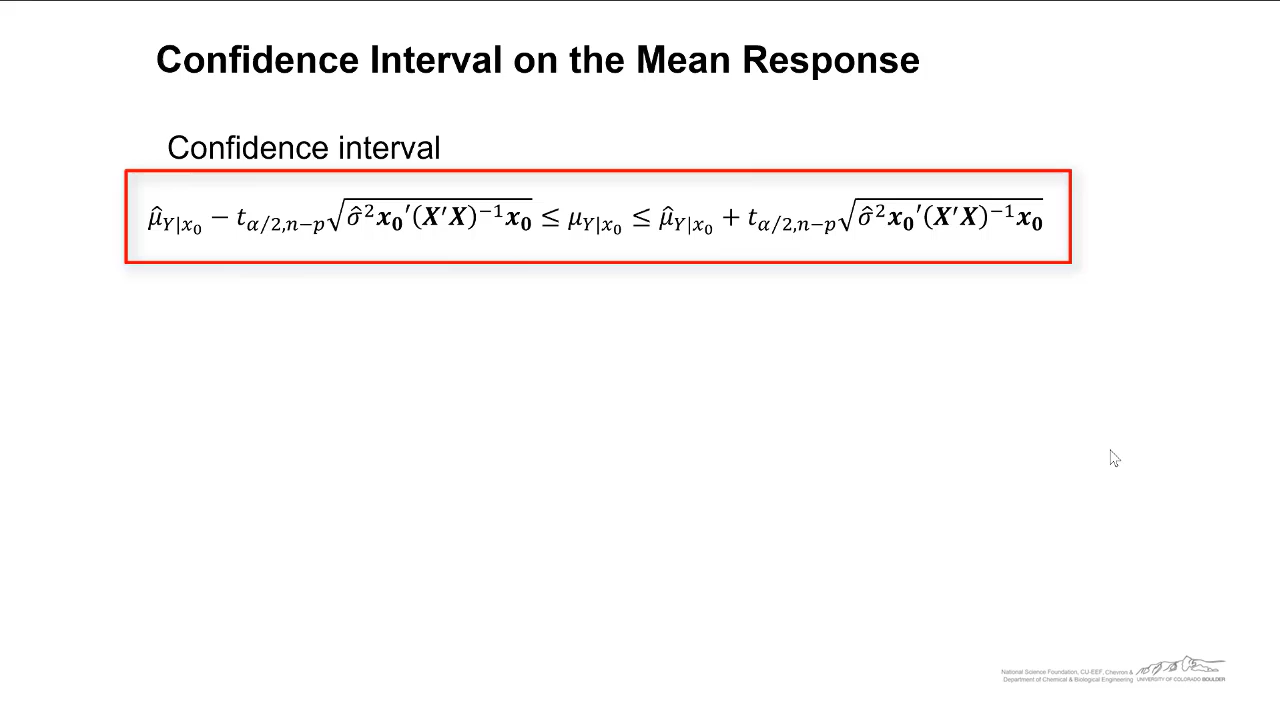 Confidence Interval on the Mean Response
Confidence interval
μ̂_{Y|x₀} − t_{α/2,n−p}√(σ̂²x₀′(X′X)⁻¹x₀) ≤ μ_{Y|x₀} ≤ μ̂_{Y|x₀} + t_{α/2,n−p}√(σ̂²x₀′(X′X)⁻¹x₀)
National Science Foundation, CU-EEF, Chevron &
Department of Chemical & Biological Engineering UNIVERSITY OF COLORADO BOULDER